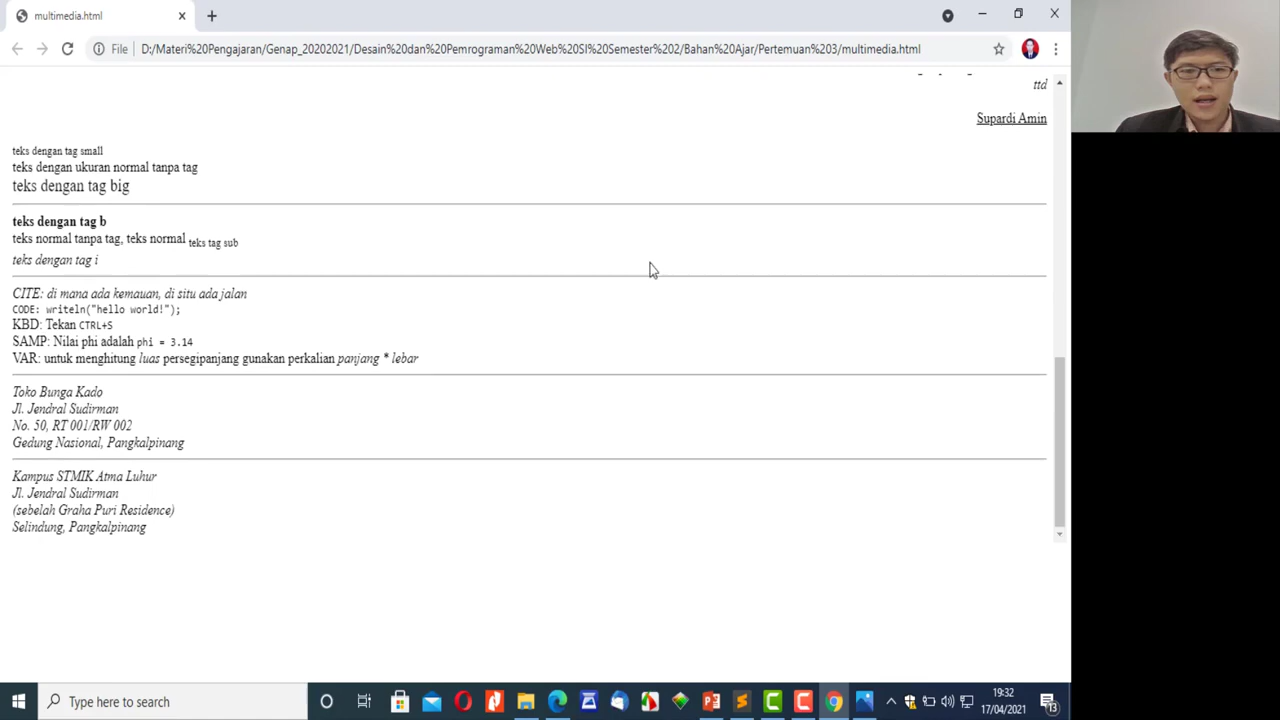 multimedia.html
File
D:/Materi%20Pengajaran/Genap_20202021/Desain%20dan%20Pemrograman%20Web%20SI%20Semester%202/Bahan%20Ajar/Pertemuan%203/multimedia.html
ttd
Supardi Amin
teks dengan tag small
teks dengan ukuran normal tanpa tag
teks dengan tag big
teks dengan tag b
teks normal tanpa tag, teks normal teks tag sub
teks dengan tag i
CITE: di mana ada kemauan, di situ ada jalan
CODE: writeln("hello world!");
KBD: Tekan CTRL+S
SAMP: Nilai phi adalah phi = 3.14
VAR: untuk menghitung luas persegipanjang gunakan perkalian panjang * lebar
Toko Bunga Kado
Jl. Jendral Sudirman
No. 50, RT 001/RW 002
Gedung Nasional, Pangkalpinang
Kampus STMIK Atma Luhur
Jl. Jendral Sudirman
(sebelah Graha Puri Residence)
Selindung, Pangkalpinang
Type here to search
19:32
17/04/2021
13